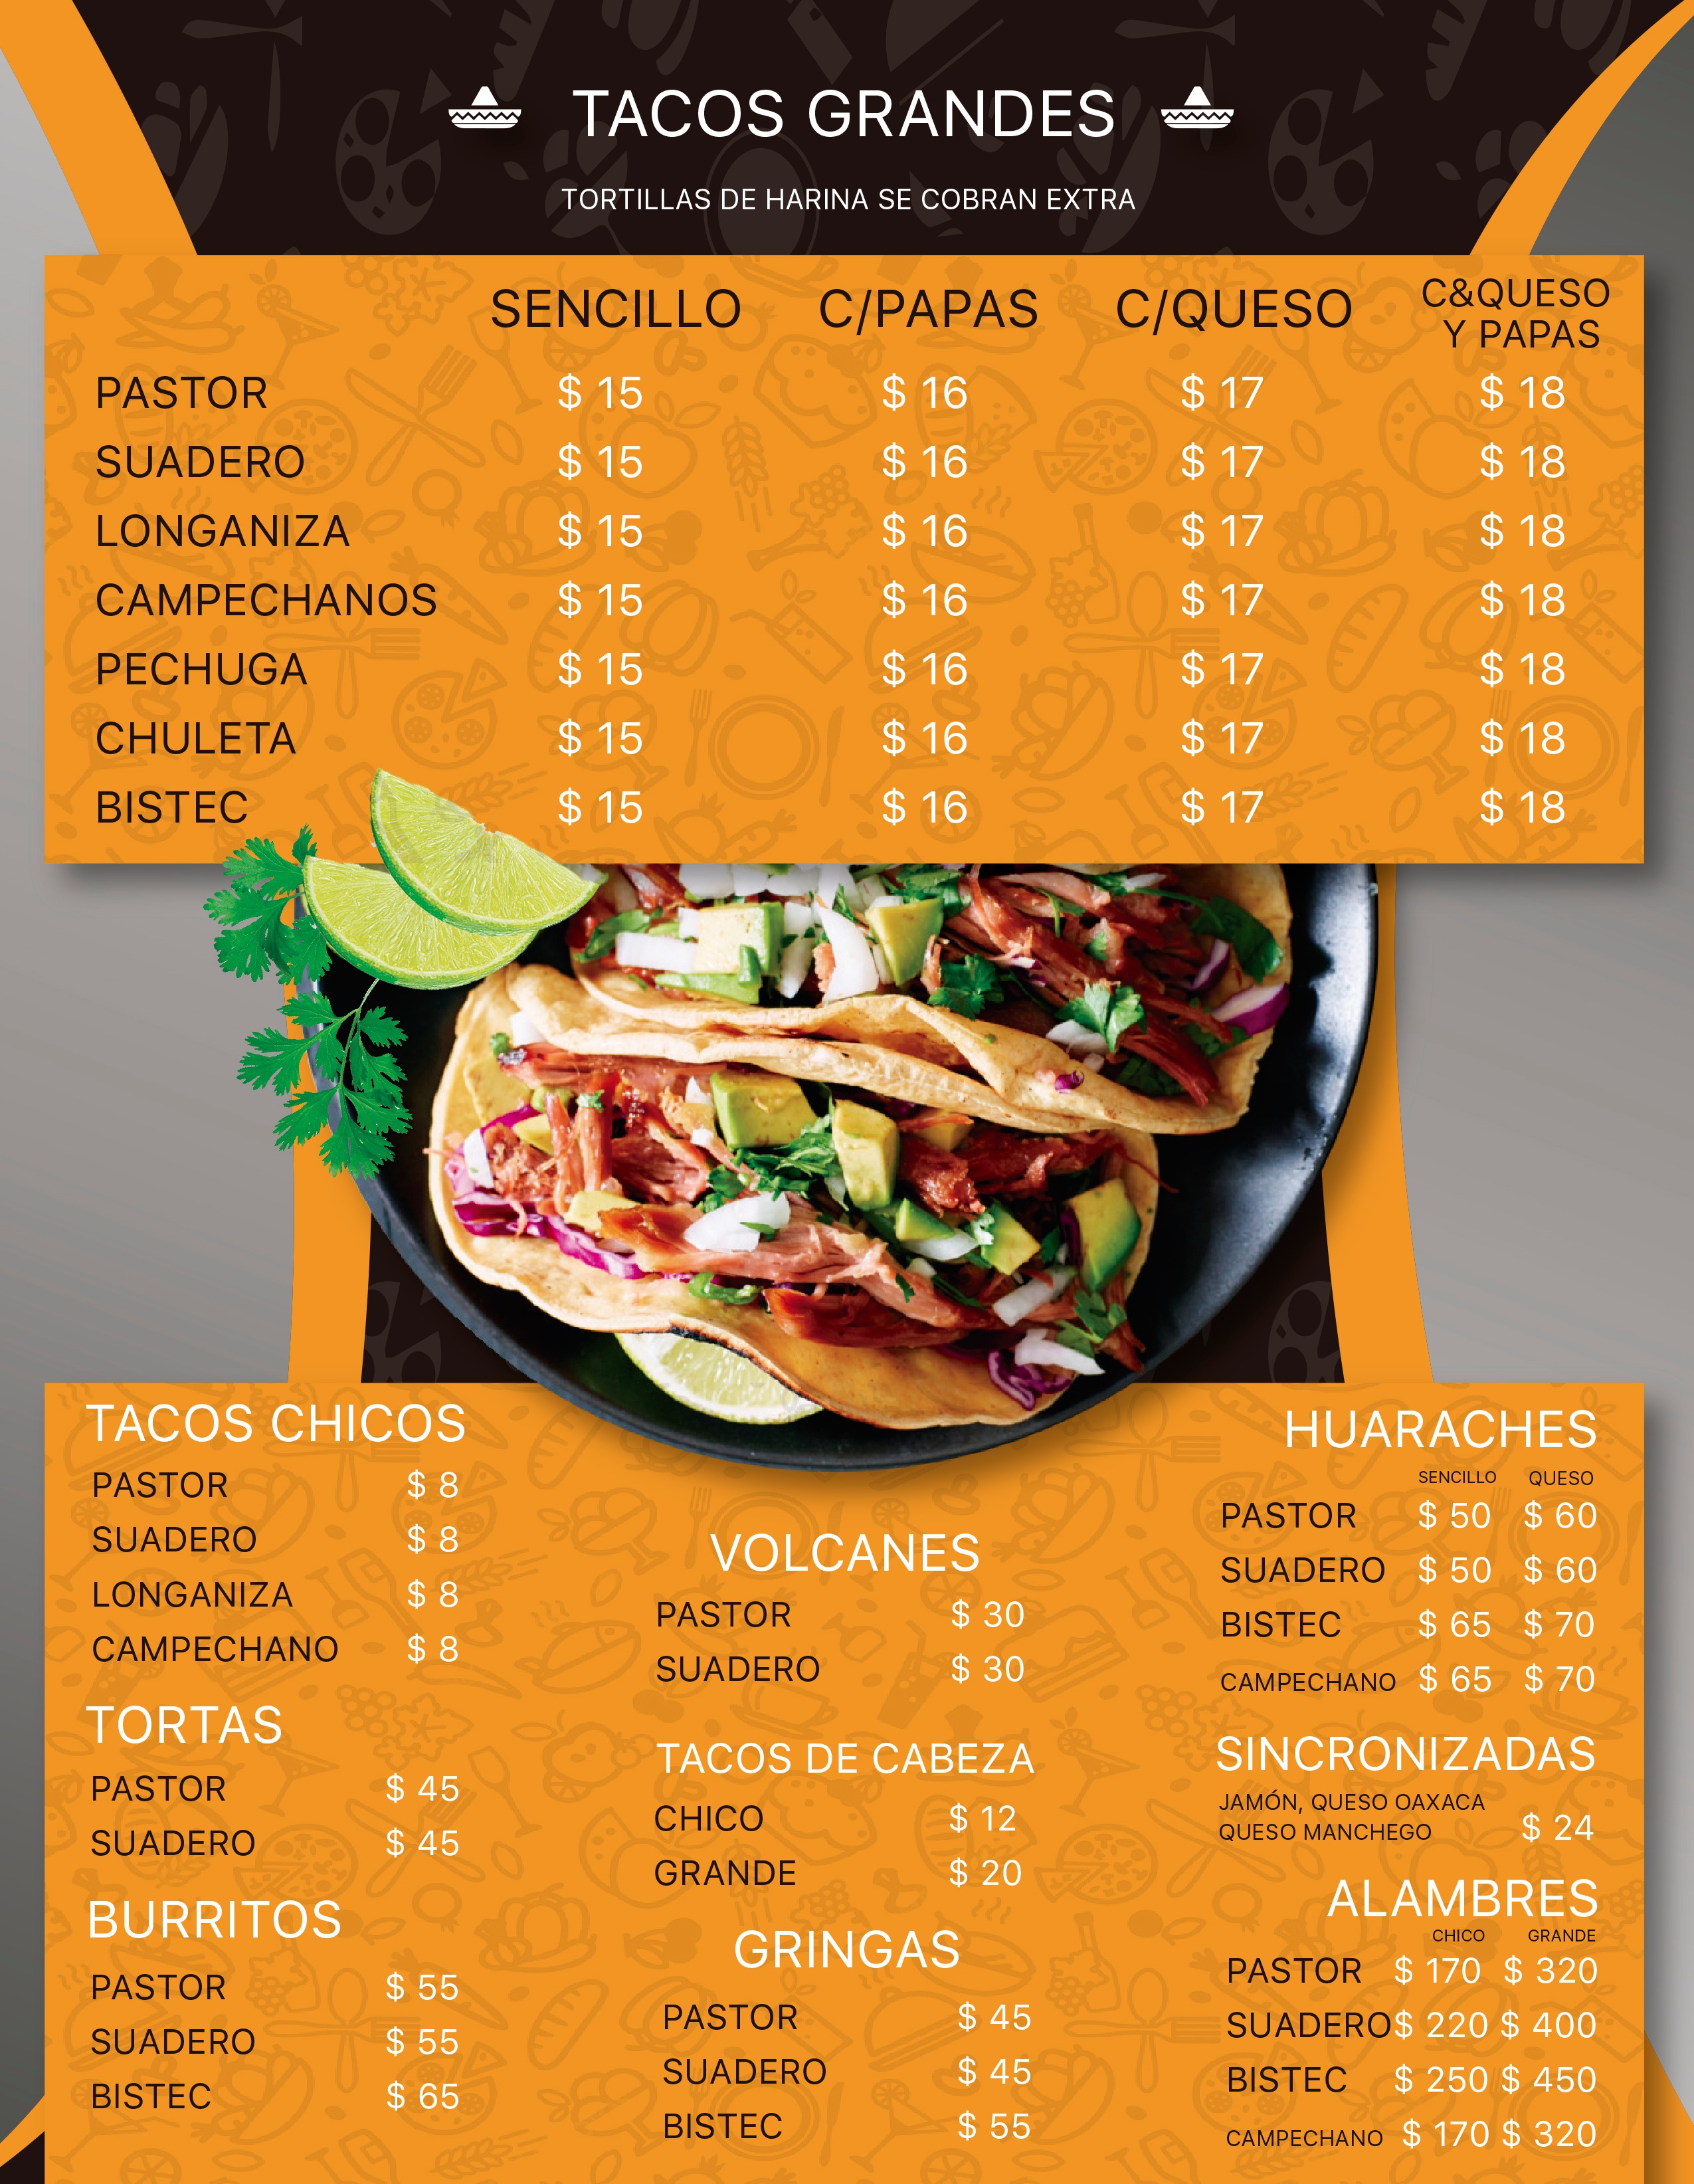 TACOS GRANDES
TORTILLAS DE HARINA SE COBRAN EXTRA
SENCILLO C/PAPAS C/QUESO C&QUESO Y PAPAS
PASTOR $ 15 $ 16 $ 17 $ 18
SUADERO $ 15 $ 16 $ 17 $ 18
LONGANIZA $ 15 $ 16 $ 17 $ 18
CAMPECHANOS $ 15 $ 16 $ 17 $ 18
PECHUGA $ 15 $ 16 $ 17 $ 18
CHULETA $ 15 $ 16 $ 17 $ 18
BISTEC $ 15 $ 16 $ 17 $ 18
TACOS CHICOS
PASTOR $ 8
SUADERO $ 8
LONGANIZA $ 8
CAMPECHANO $ 8
TORTAS
PASTOR $ 45
SUADERO $ 45
BURRITOS
PASTOR $ 55
SUADERO $ 55
BISTEC $ 65
VOLCANES
PASTOR $ 30
SUADERO $ 30
TACOS DE CABEZA
CHICO $ 12
GRANDE $ 20
GRINGAS
PASTOR $ 45
SUADERO $ 45
BISTEC $ 55
HUARACHES
SENCILLO QUESO
PASTOR $ 50 $ 60
SUADERO $ 50 $ 60
BISTEC $ 65 $ 70
CAMPECHANO $ 65 $ 70
SINCRONIZADAS
JAMÓN, QUESO OAXACA
QUESO MANCHEGO $ 24
ALAMBRES
CHICO GRANDE
PASTOR $ 170 $ 320
SUADERO $ 220 $ 400
BISTEC $ 250 $ 450
CAMPECHANO $ 170 $ 320